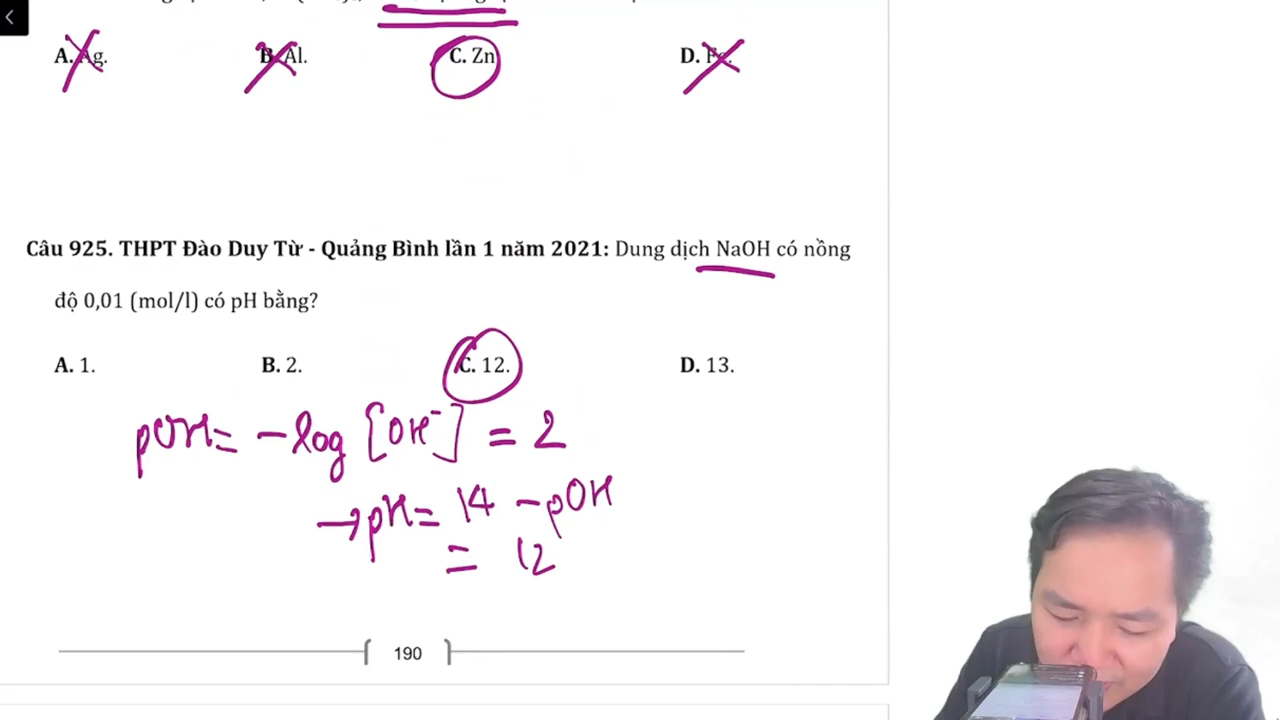 A. Ag.
B. Al.
C. Zn
D. Fe.
Câu 925. THPT Đào Duy Từ - Quảng Bình lần 1 năm 2021: Dung dịch NaOH có nồng
độ 0,01 (mol/l) có pH bằng?
A. 1.
B. 2.
C. 12.
D. 13.
pOH = -log [OH⁻] = 2
→ pH = 14 - pOH
= 12
190